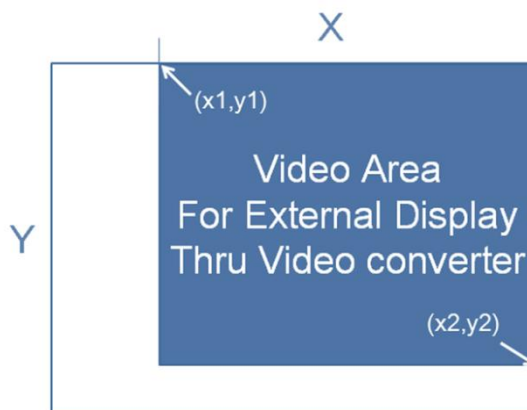 X
(x1,y1)
Video Area
For External Display
Y
Thru Video converter
(x2,y2)